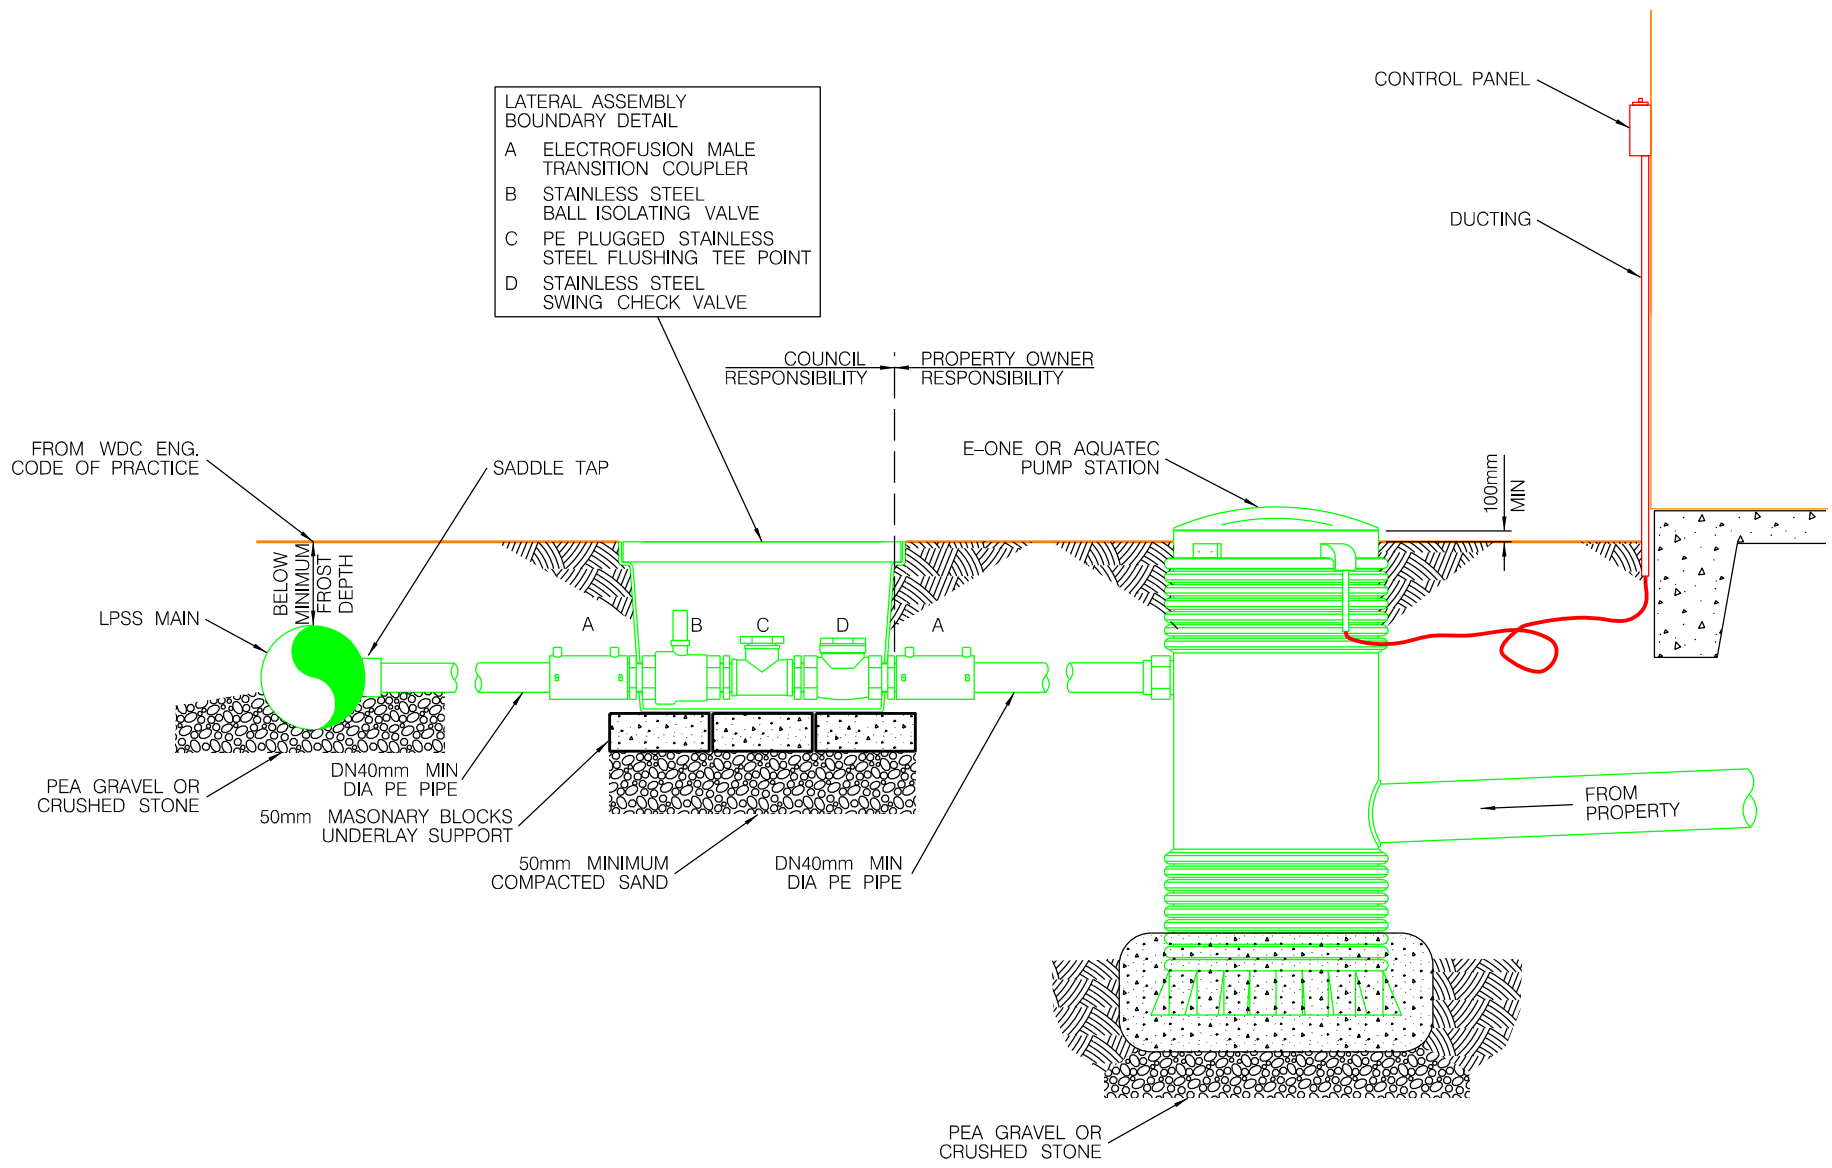 CONTROL PANEL
LATERAL ASSEMBLY
BOUNDARY DETAIL
A ELECTROFUSION MALE
TRANSITION COUPLER
B STAINLESS STEEL
BALL ISOLATING VALVE
C PE PLUGGED STAINLESS
STEEL FLUSHING TEE POINT
D STAINLESS STEEL
SWING CHECK VALVE
DUCTING
COUNCIL
RESPONSIBILITY
PROPERTY OWNER
RESPONSIBILITY
FROM WDC ENG.
CODE OF PRACTICE
SADDLE TAP
E-ONE OR AQUATEC
PUMP STATION
100mm
MIN
BELOW
MINIMUM
FROST
DEPTH
LPSS MAIN
A
B
C
D
A
PEA GRAVEL OR
CRUSHED STONE
DN40mm MIN
DIA PE PIPE
50mm MASONARY BLOCKS
UNDERLAY SUPPORT
50mm MINIMUM
COMPACTED SAND
DN40mm MIN
DIA PE PIPE
FROM
PROPERTY
PEA GRAVEL OR
CRUSHED STONE